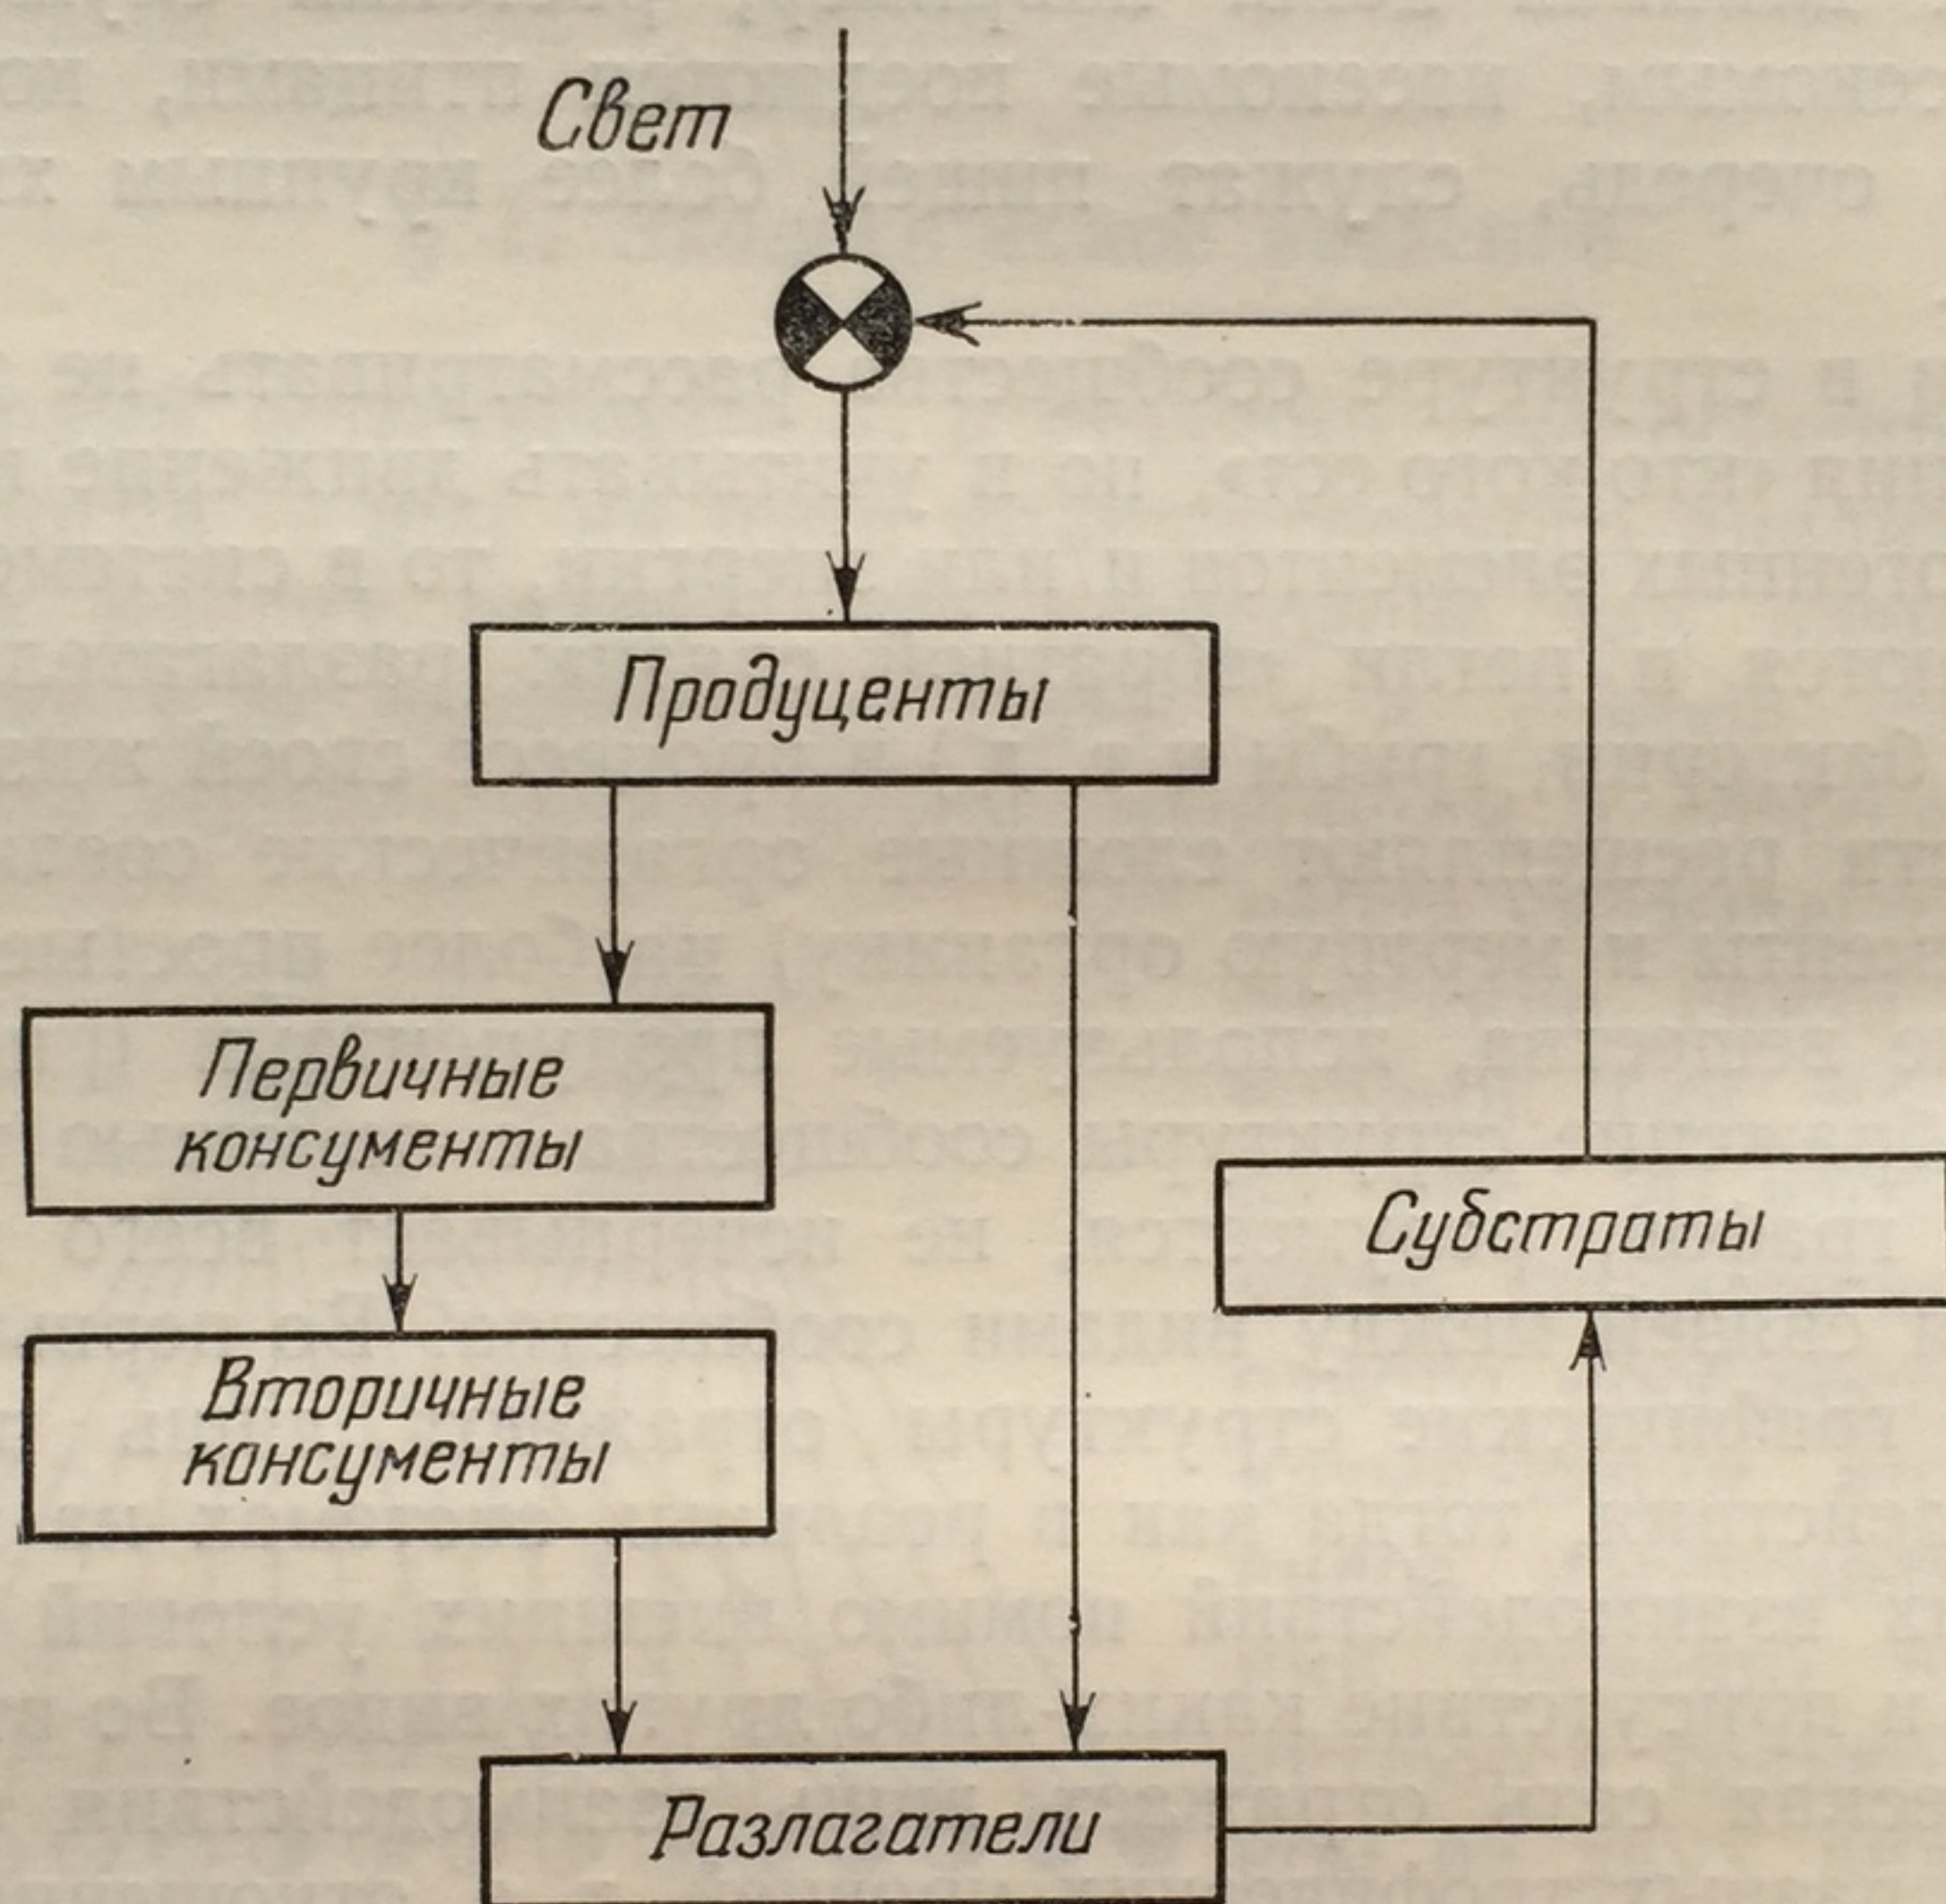 Свет
Продуценты
Первичные
консументы
Субстраты
Вторичные
консументы
Разлагатели